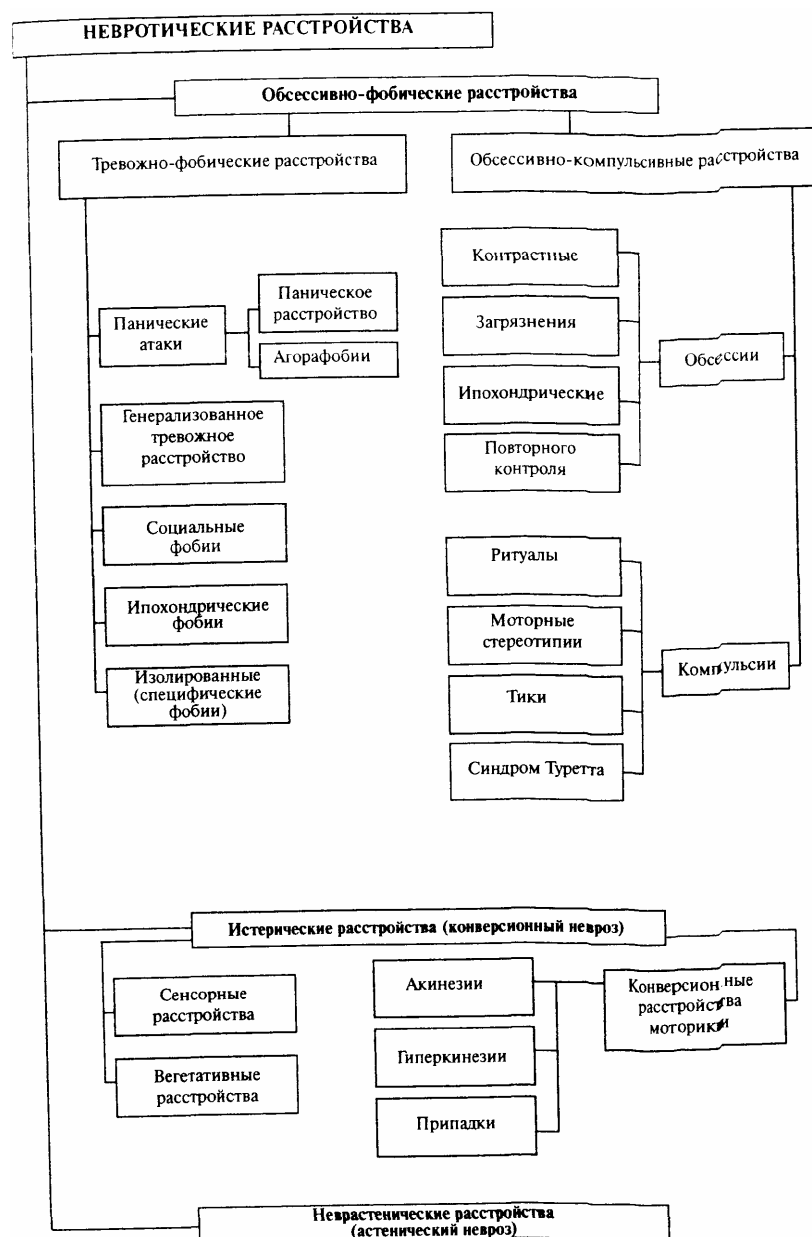 НЕВРОТИЧЕСКИЕ РАССТРОЙСТВА
Обсессивно-фобические расстройства
Тревожно-фобические расстройства
Обсессивно-компульсивные расстройства
Панические
атаки
Паническое
расстройство
Агорафобии
Генерализованное
тревожное
расстройство
Социальные
фобии
Ипохондрические
фобии
Изолированные
(специфические
фобии)
Контрастные
Загрязнения
Ипохондрические
Повторного
контроля
Обсессии
Ритуалы
Моторные
стереотипии
Тики
Синдром Туретта
Компульсии
Истерические расстройства (конверсионный невроз)
Сенсорные
расстройства
Вегетативные
расстройства
Акинезии
Гиперкинезии
Припадки
Конверсионные
расстройства
моторики
Неврастенические расстройства
(астенический невроз)